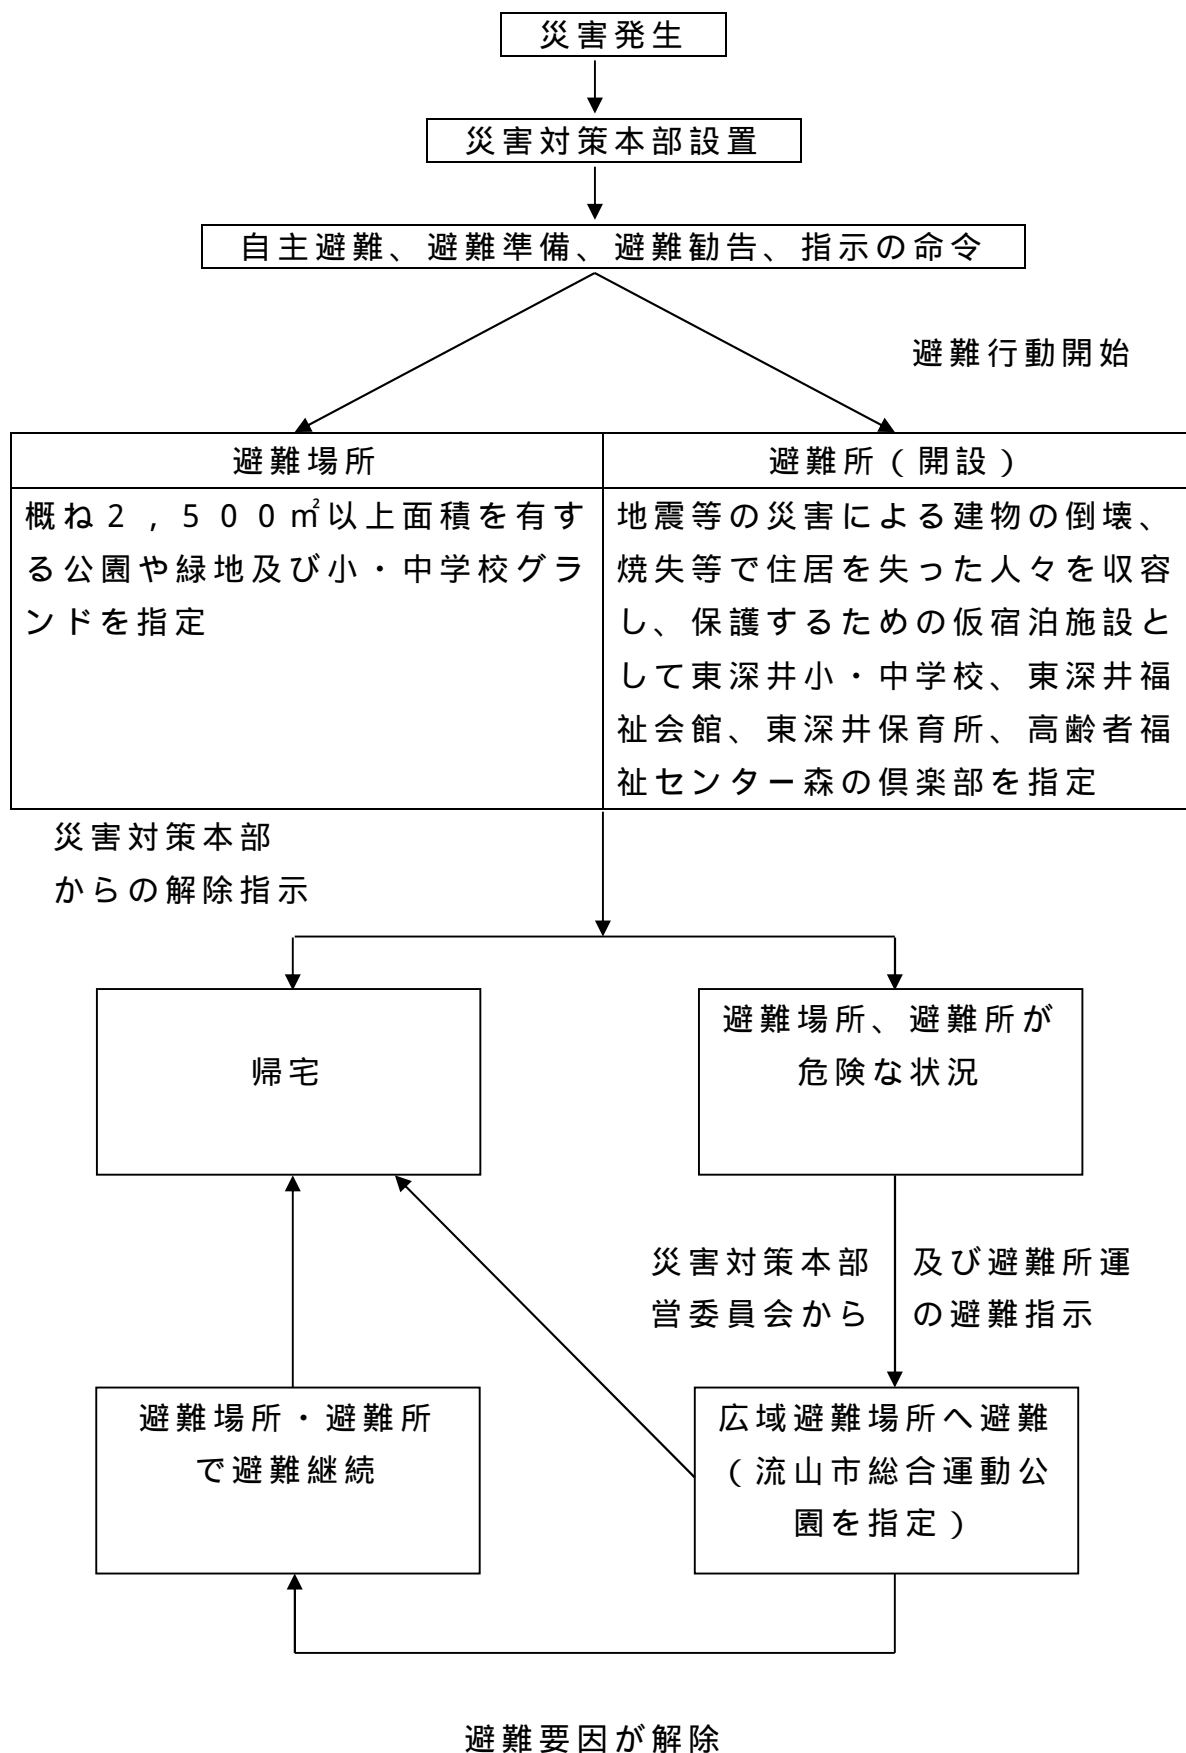 災害発生
災害対策本部設置
自主避難、避難準備、避難勧告、指示の命令
避難行動開始
避難場所
概ね2,500㎡以上面積を有す
る公園や緑地及び小・中学校グラ
ンドを指定
避難所(開設)
地震等の災害による建物の倒壊、
焼失等で住居を失った人々を収容
し、保護するための仮宿泊施設と
して東深井小・中学校、東深井福
祉会館、東深井保育所、高齢者福
祉センター森の倶楽部を指定
災害対策本部
からの解除指示
帰宅
避難場所、避難所が
危険な状況
災害対策本部 及び避難所運
営委員会から の避難指示
避難場所・避難所
で避難継続
広域避難場所へ避難
(流山市総合運動公
園を指定)
避難要因が解除